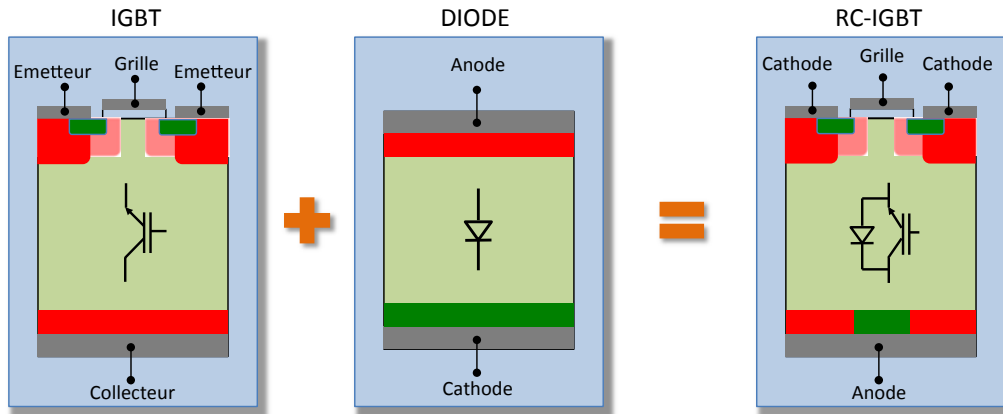 IGBT
DIODE
RC-IGBT
Emetteur
Grille
Emetteur
Anode
Cathode
Grille
Cathode
Collecteur
Cathode
Anode